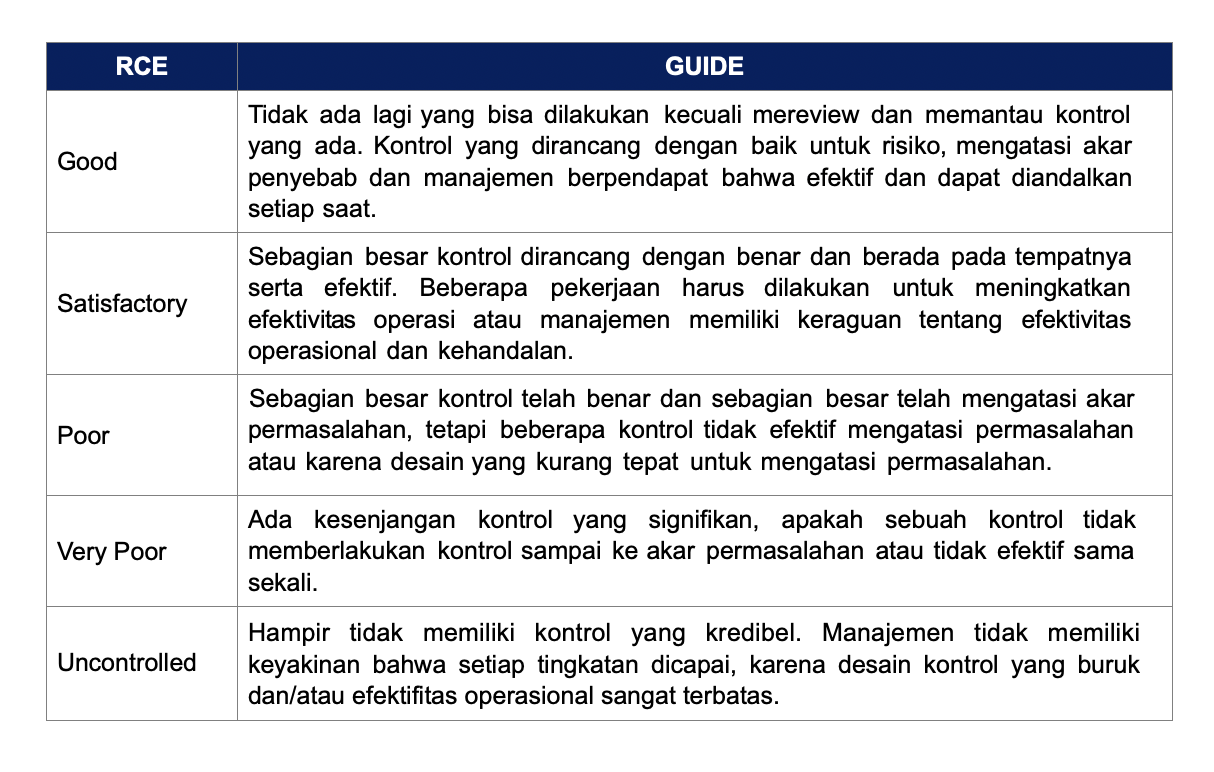 RCE GUIDE
Good
Tidak ada lagi yang bisa dilakukan kecuali mereview dan memantau kontrol
yang ada. Kontrol yang dirancang dengan baik untuk risiko, mengatasi akar
penyebab dan manajemen berpendapat bahwa efektif dan dapat diandalkan
setiap saat.
Satisfactory
Sebagian besar kontrol dirancang dengan benar dan berada pada tempatnya
serta efektif. Beberapa pekerjaan harus dilakukan untuk meningkatkan
efektivitas operasi atau manajemen memiliki keraguan tentang efektivitas
operasional dan kehandalan.
Poor
Sebagian besar kontrol telah benar dan sebagian besar telah mengatasi akar
permasalahan, tetapi beberapa kontrol tidak efektif mengatasi permasalahan
atau karena desain yang kurang tepat untuk mengatasi permasalahan.
Very Poor
Ada kesenjangan kontrol yang signifikan, apakah sebuah kontrol tidak
memberlakukan kontrol sampai ke akar permasalahan atau tidak efektif sama
sekali.
Uncontrolled
Hampir tidak memiliki kontrol yang kredibel. Manajemen tidak memiliki
keyakinan bahwa setiap tingkatan dicapai, karena desain kontrol yang buruk
dan/atau efektifitas operasional sangat terbatas.